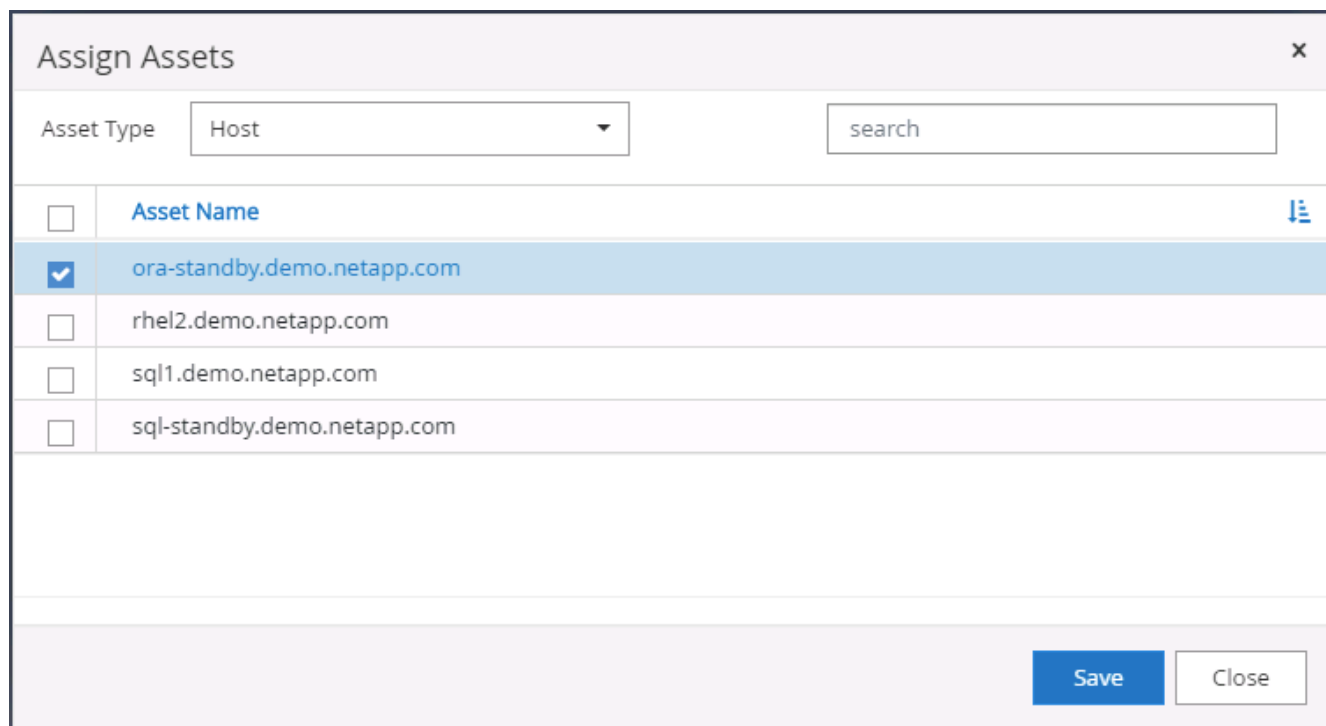 Assign Assets
Asset Type Host search
Asset Name
ora-standby.demo.netapp.com
rhel2.demo.netapp.com
sql1.demo.netapp.com
sql-standby.demo.netapp.com
Save Close